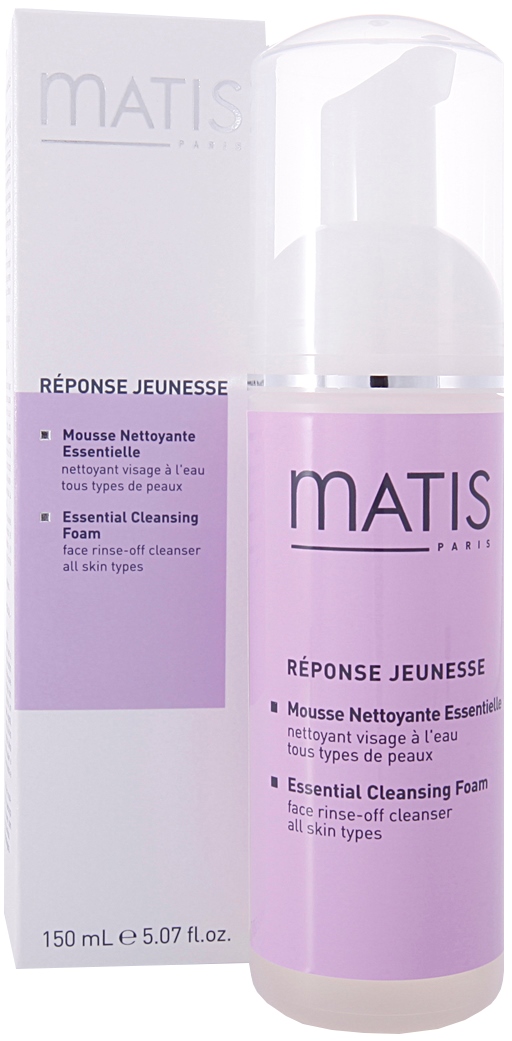 MATIS
PARIS
RÉPONSE JEUNESSE
Mousse Nettoyante
Essentielle
nettoyant visage à l'eau
tous types de peaux
Essential Cleansing
Foam
face rinse-off cleanser
all skin types
150 mL ℮ 5.07 fl.oz.
MATIS
PARIS
RÉPONSE JEUNESSE
Mousse Nettoyante Essentielle
nettoyant visage à l'eau
tous types de peaux
Essential Cleansing Foam
face rinse-off cleanser
all skin types